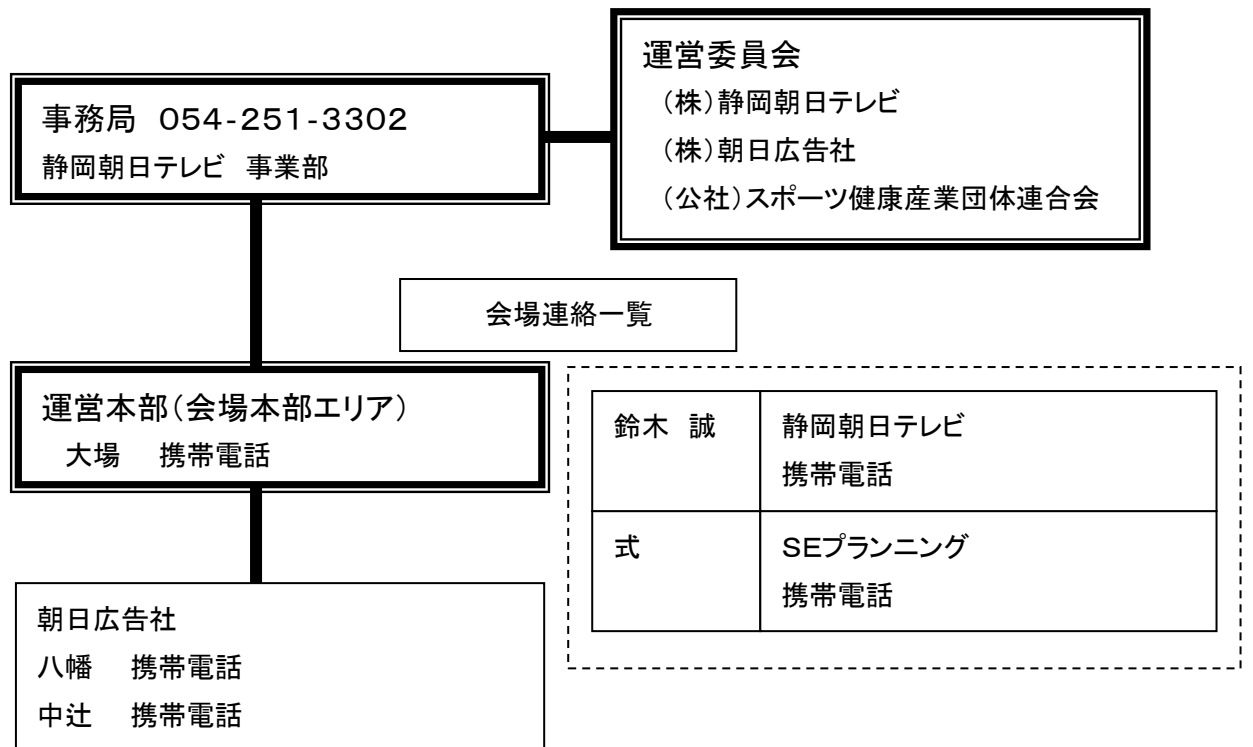 事務局　054-251-3302
静岡朝日テレビ　事業部
運営委員会
（株）静岡朝日テレビ
（株）朝日広告社
（公社）スポーツ健康産業団体連合会
会場連絡一覧
運営本部（会場本部エリア）
大場　携帯電話
鈴木　誠　静岡朝日テレビ
携帯電話
式　SEプランニング
携帯電話
朝日広告社
八幡　携帯電話
中辻　携帯電話